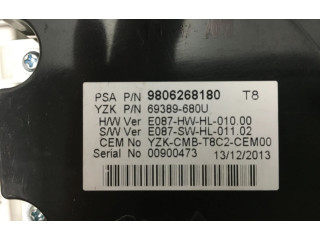 PSA P/N 9806268180 T8
YZK P/N 69389-680U
H/W Ver E087-HW-HL-010.00
S/W Ver E087-SW-HL-011.02
CEM No YZK-CMB-T8C2-CEM00
Serial No 00900473 13/12/2013